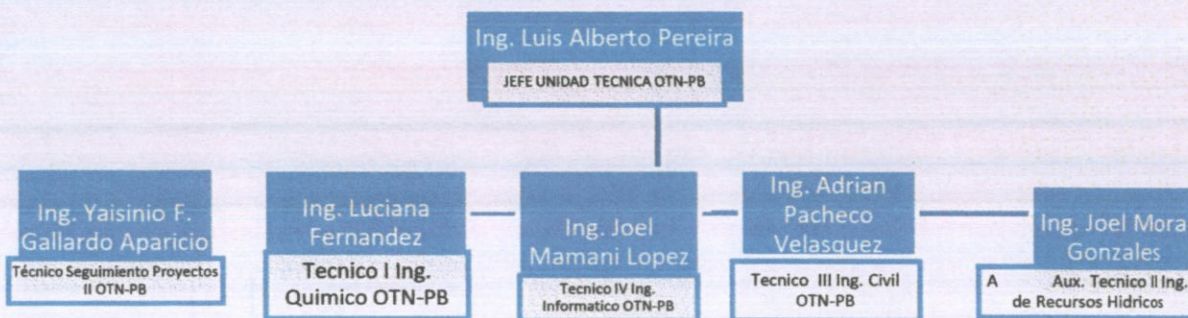 Ing. Luis Alberto Pereira
JEFE UNIDAD TECNICA OTN-PB
Ing. Yaisinio F.
Gallardo Aparicio
Técnico Seguimiento Proyectos
II OTN-PB
Ing. Luciana
Fernandez
Tecnico I Ing.
Quimico OTN-PB
Ing. Joel
Mamani Lopez
Tecnico IV Ing.
Informatico OTN-PB
Ing. Adrian
Pacheco
Velasquez
Tecnico III Ing. Civil
OTN-PB
Ing. Joel Mora
Gonzales
A Aux. Tecnico II Ing.
de Recursos Hidricos